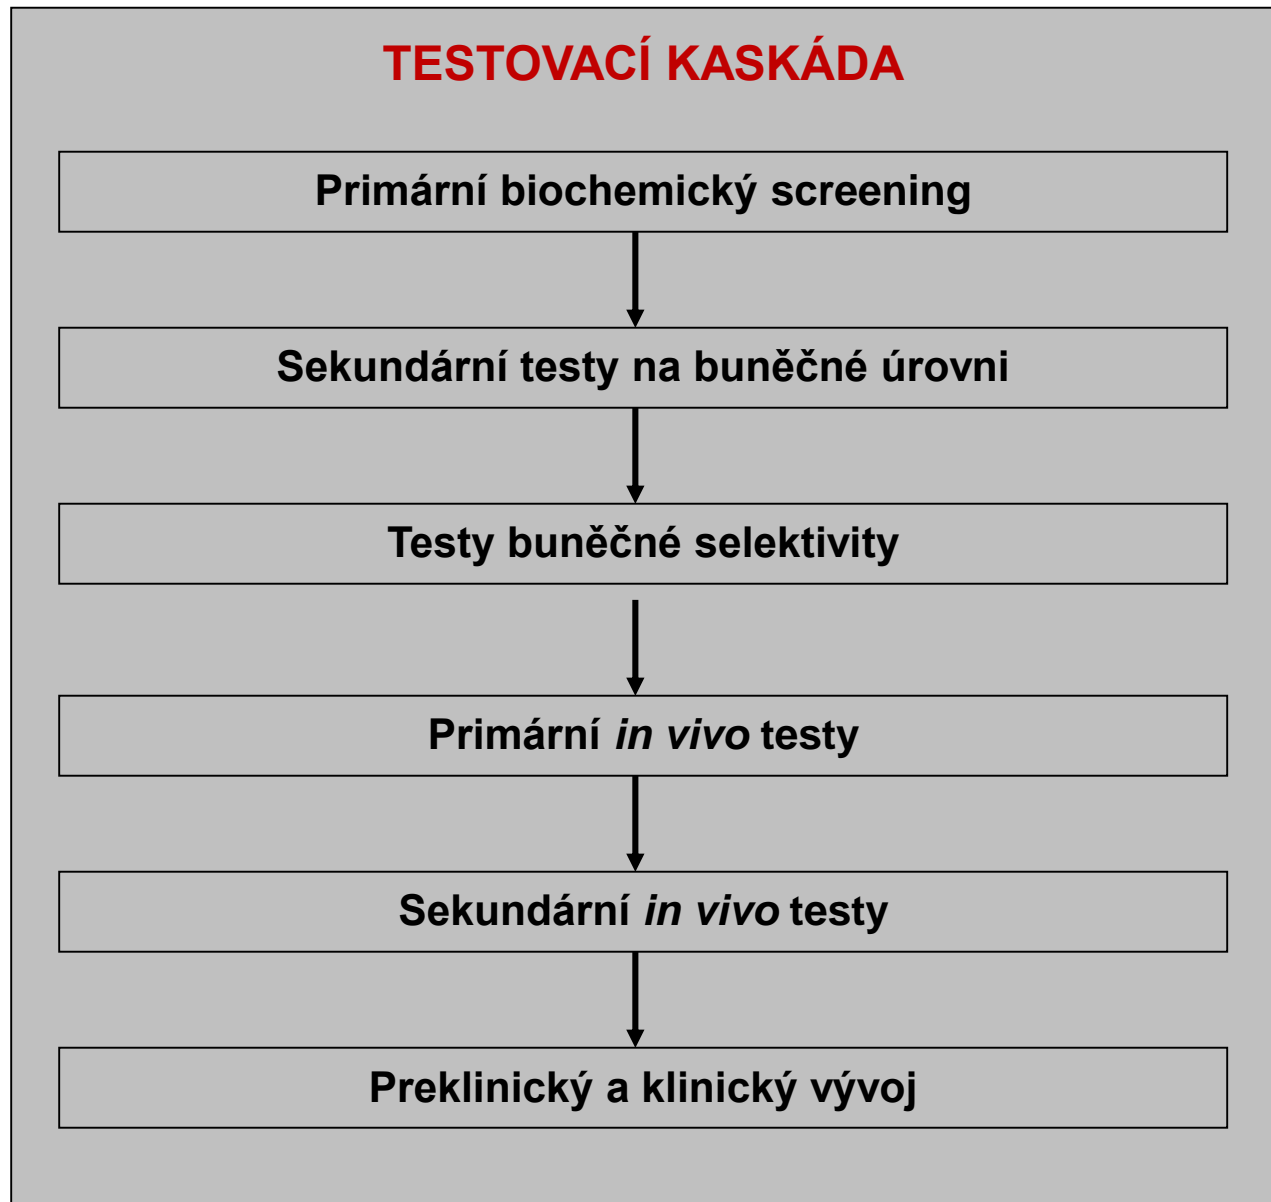 TESTOVACÍ KASKÁDA
Primární biochemický screening
Sekundární testy na buněčné úrovni
Testy buněčné selektivity
Primární in vivo testy
Sekundární in vivo testy
Preklinický a klinický vývoj